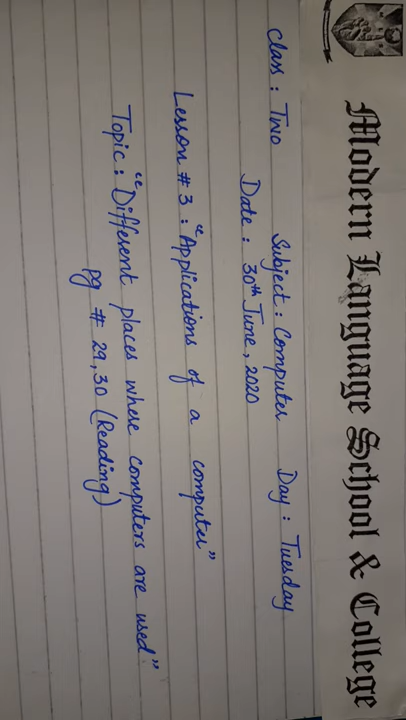 Modern Language School & College
Class : Two Subject : Computer Day : Tuesday
Date : 30th June, 2020
Lesson # 3 : "Applications of a computer"
Topic : "Different places where computers are used"
pg # 29,30 (Reading)